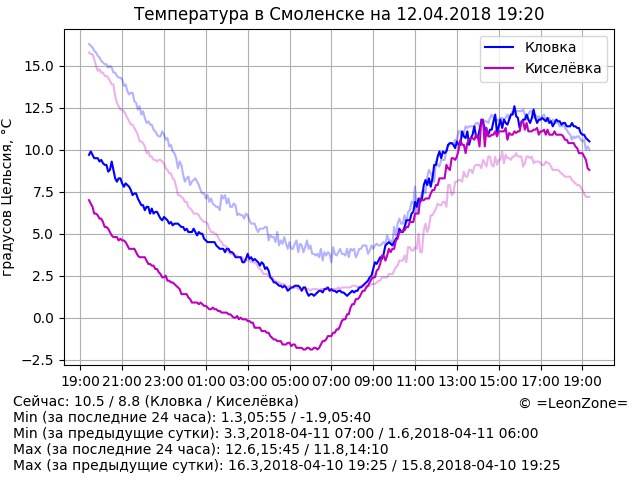 Температура в Смоленске на 12.04.2018 19:20
градусов Цельсия, °C
15.0
12.5
10.0
7.5
5.0
2.5
0.0
−2.5
Кловка
Киселёвка
19:00 21:00 23:00 01:00 03:00 05:00 07:00 09:00 11:00 13:00 15:00 17:00 19:00
Сейчас: 10.5 / 8.8 (Кловка / Киселёвка)
© =LeonZone=
Min (за последние 24 часа): 1.3,05:55 / -1.9,05:40
Min (за предыдущие сутки): 3.3,2018-04-11 07:00 / 1.6,2018-04-11 06:00
Max (за последние 24 часа): 12.6,15:45 / 11.8,14:10
Max (за предыдущие сутки): 16.3,2018-04-10 19:25 / 15.8,2018-04-10 19:25